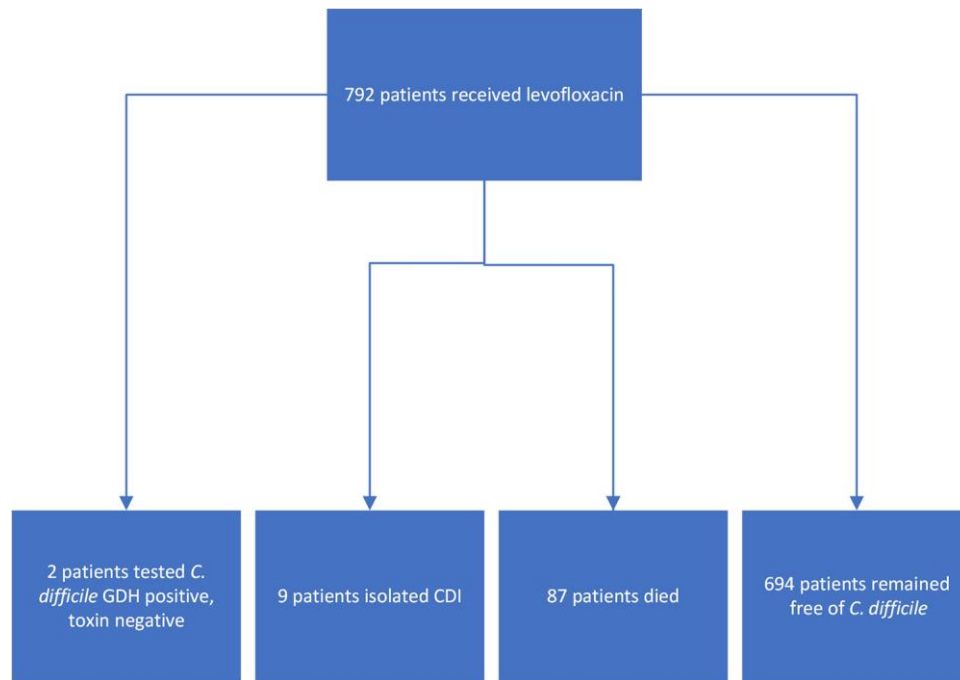 792 patients received levofloxacin
2 patients tested C.
difficile GDH positive,
toxin negative
9 patients isolated CDI
87 patients died
694 patients remained
free of C. difficile